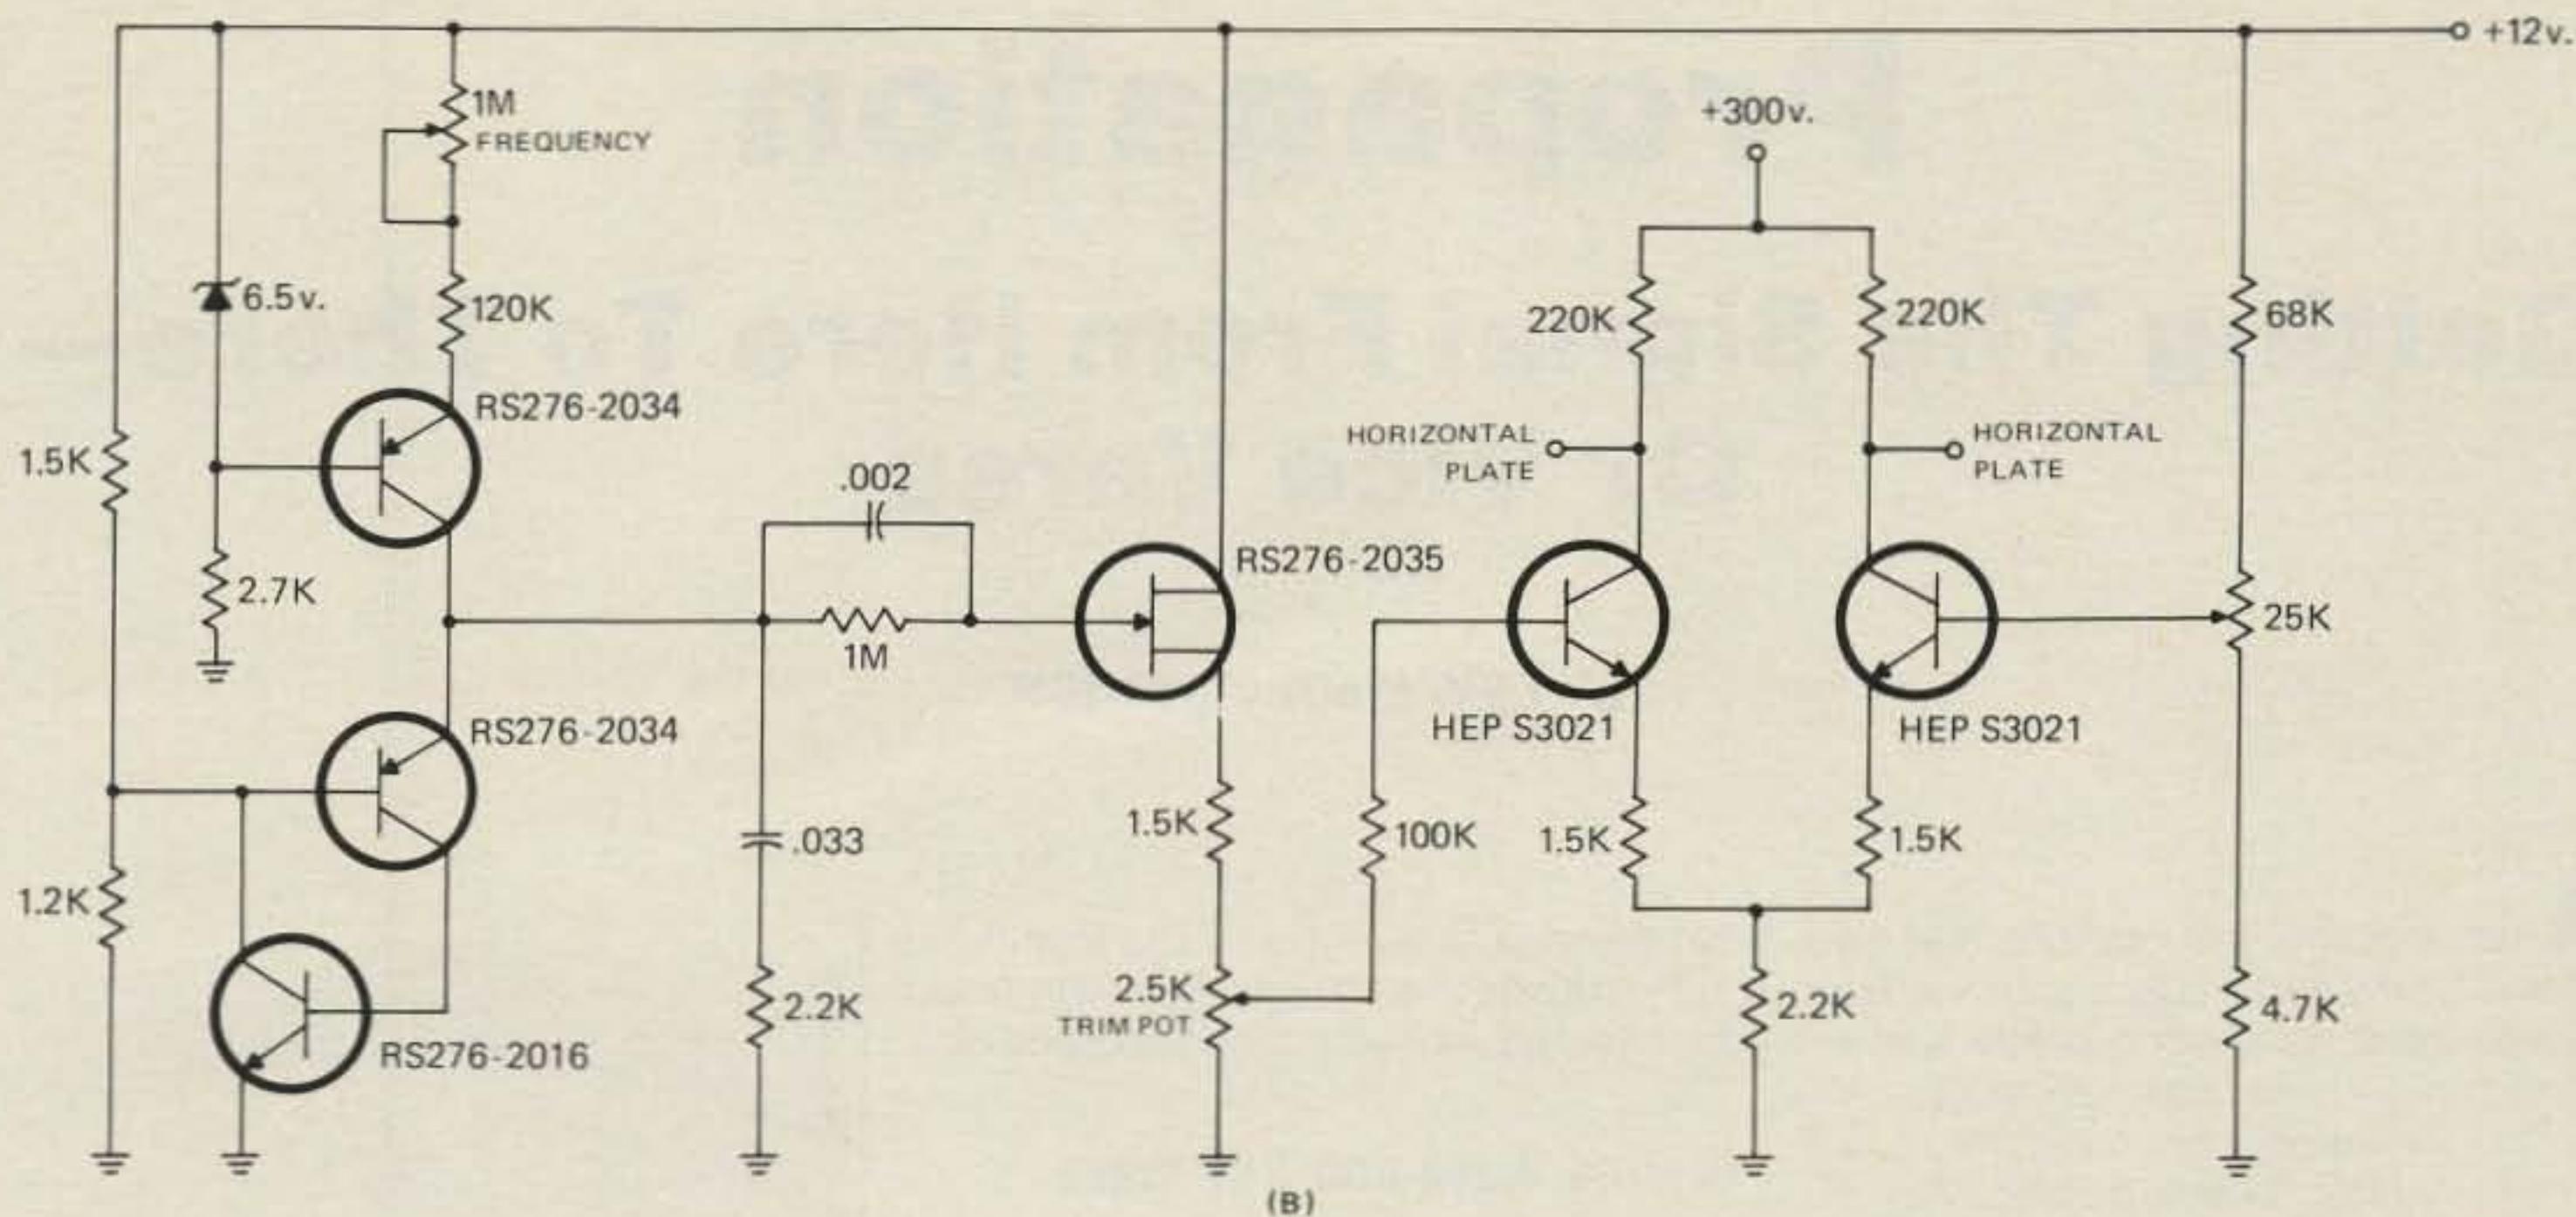 +12v.
1M
FREQUENCY
+300v.
6.5v.
120K
220K
220K
68K
RS276-2034
1.5K
HORIZONTAL
PLATE
HORIZONTAL
PLATE
.002
RS276-2035
2.7K
1M
25K
RS276-2034
HEP S3021
HEP S3021
1.5K
.033
100K
1.5K
1.5K
1.2K
2.5K
TRIM POT
2.2K
2.2K
4.7K
RS276-2016
(B)